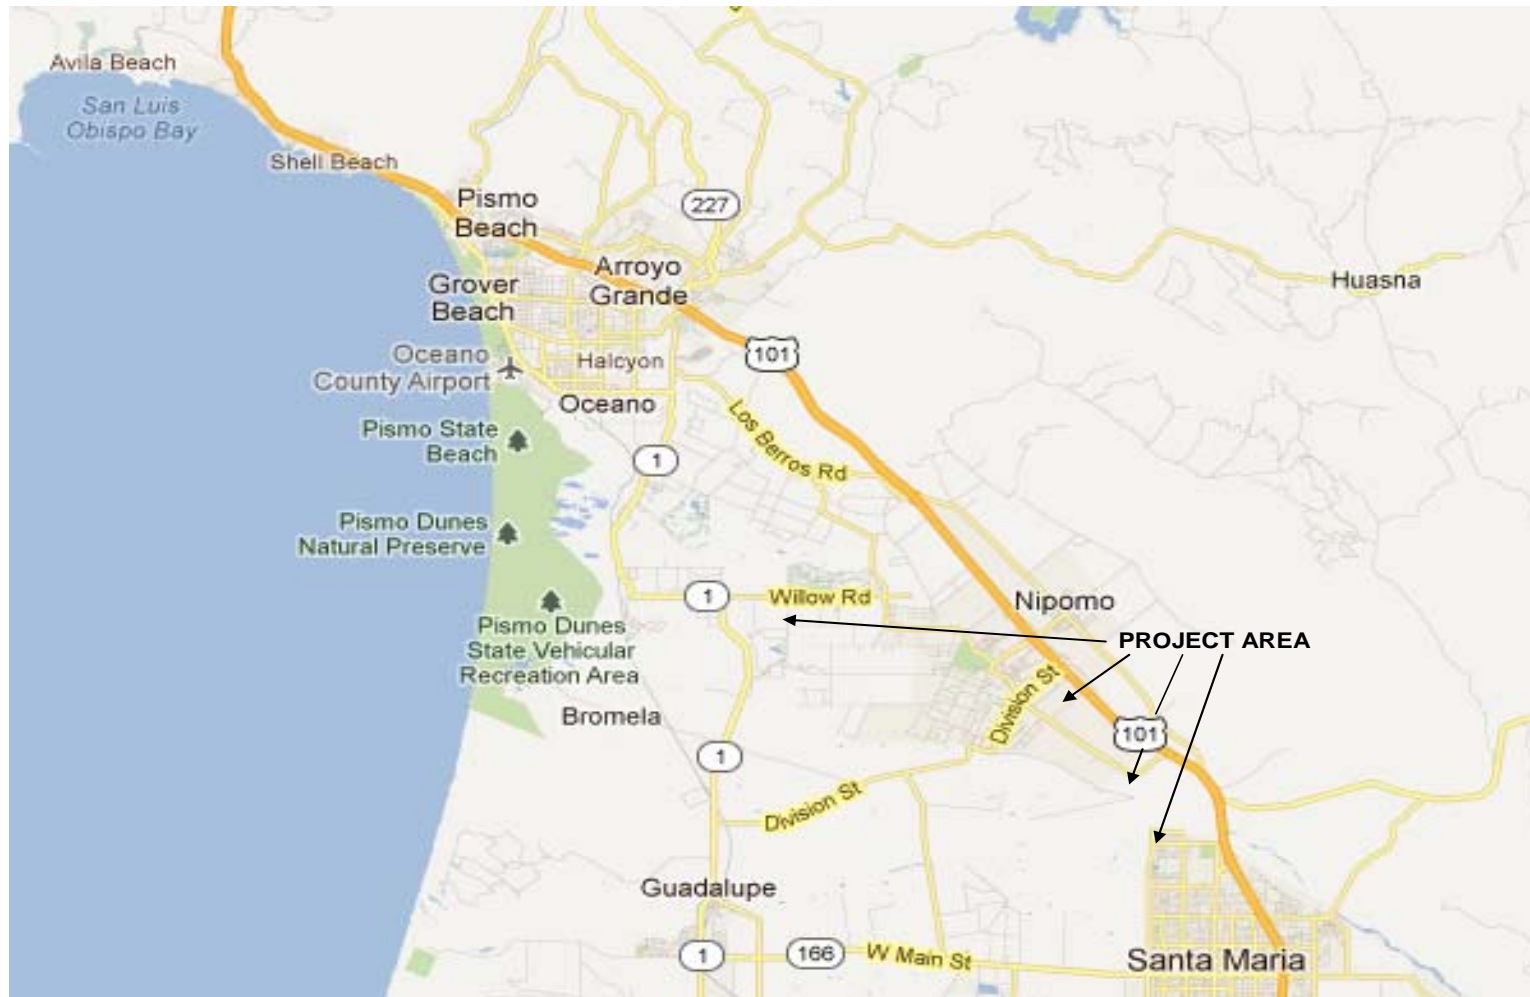 Avila Beach
San Luis
Obispo Bay
Shell Beach
Pismo
Beach
227
Arroyo
Grande
Huasna
Grover
Beach
101
Oceano
County Airport
Halcyon
Oceano
Los Berros Rd
Pismo State
Beach
1
Pismo Dunes
Natural Preserve
1
Willow Rd
Nipomo
Pismo Dunes
State Vehicular
Recreation Area
PROJECT AREA
Division St
Bromela
101
1
Division St
Guadalupe
1
166
W Main St
Santa Maria